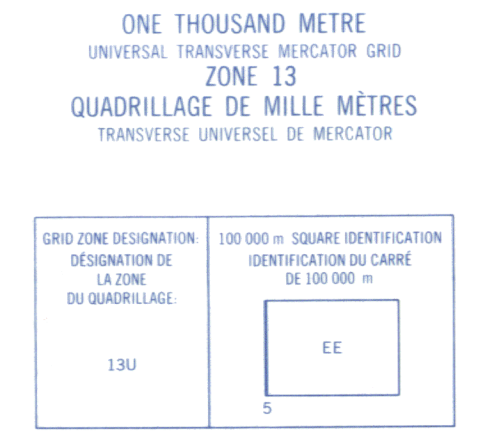 ONE THOUSAND METRE
UNIVERSAL TRANSVERSE MERCATOR GRID
ZONE 13
QUADRILLAGE DE MILLE MÈTRES
TRANSVERSE UNIVERSEL DE MERCATOR
GRID ZONE DESIGNATION:
DÉSIGNATION DE
LA ZONE
DU QUADRILLAGE:
13U
100 000 m SQUARE IDENTIFICATION
IDENTIFICATION DU CARRÉ
DE 100 000 m
EE
5